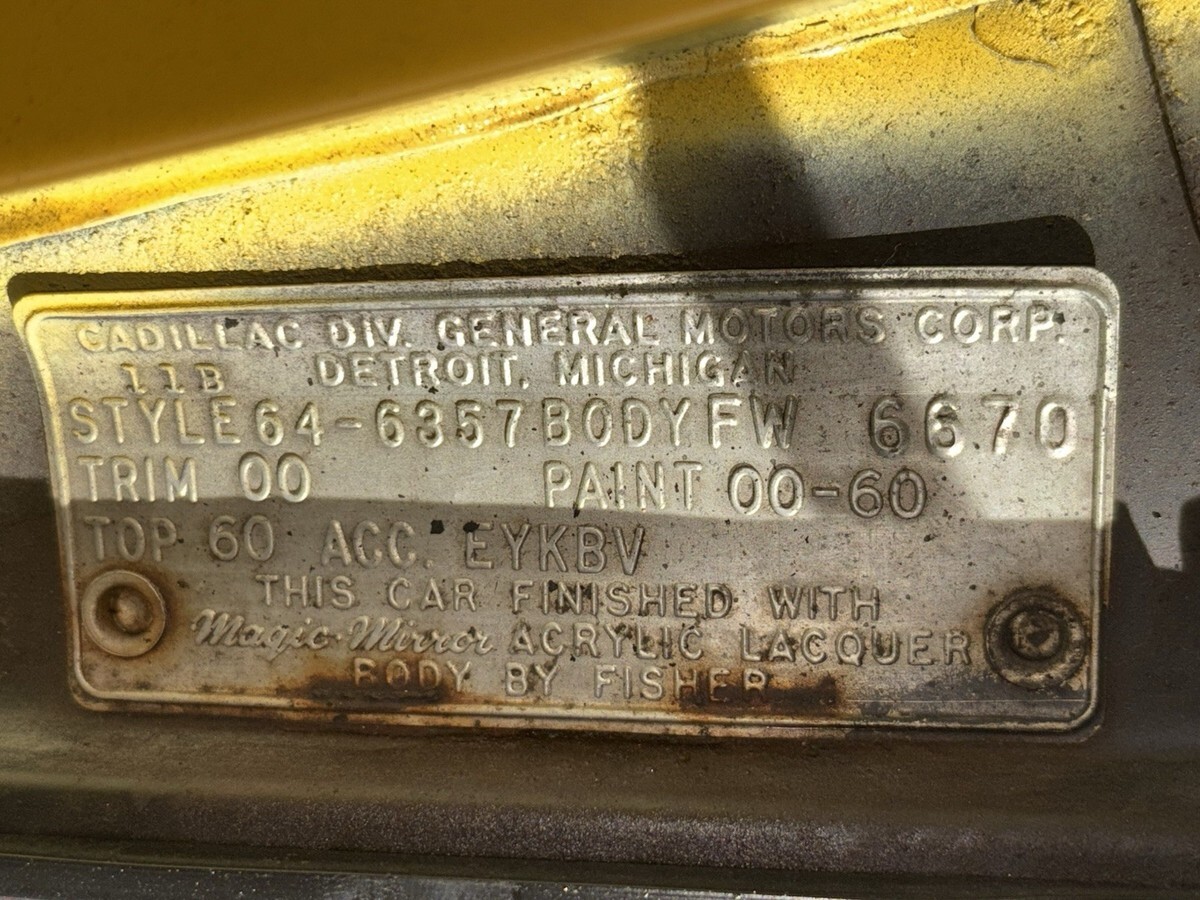 CADILLAC DIV. GENERAL MOTORS CORP.
11B DETROIT, MICHIGAN
STYLE 64-6357 BODY FW 6670
TRIM 00 PAINT 00-60
TOP 60 ACC. EYKBV
THIS CAR FINISHED WITH
Magic-Mirror ACRYLIC LACQUER
BODY BY FISHER